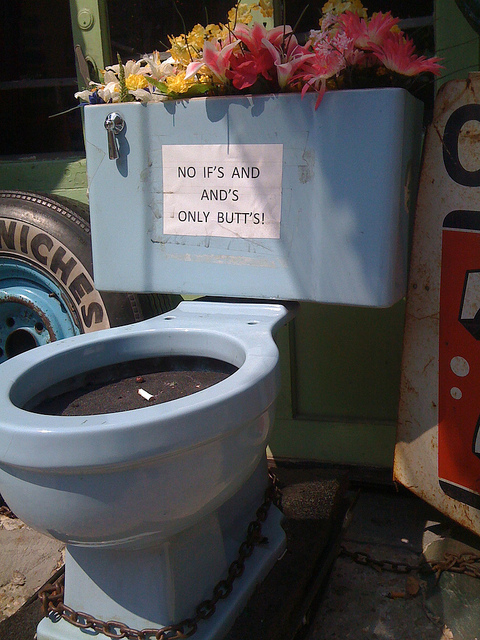 NO IF'S AND
AND'S
ONLY BUTT'S!
NICHES